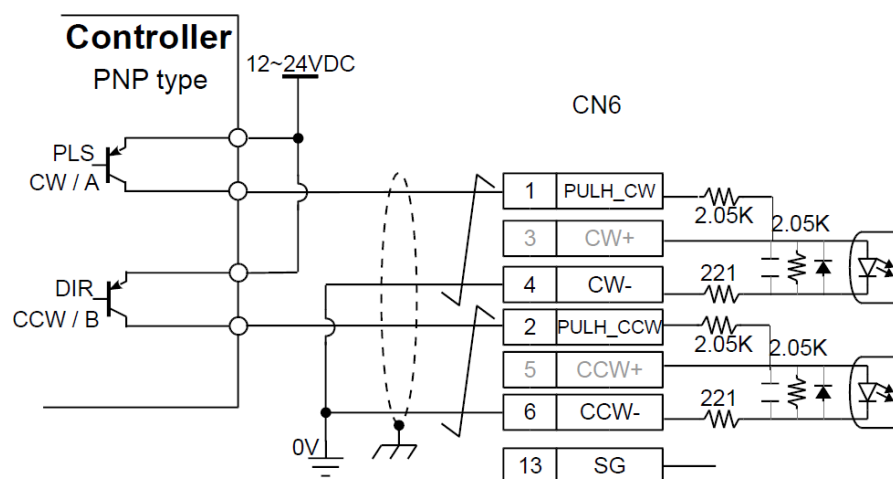 Controller
PNP type
12~24VDC
CN6
PLS
CW / A
1 PULH_CW
2.05K
2.05K
3 CW+
4 CW-
221
DIR
CCW / B
2 PULH_CCW
2.05K
2.05K
5 CCW+
6 CCW-
221
0V
13 SG